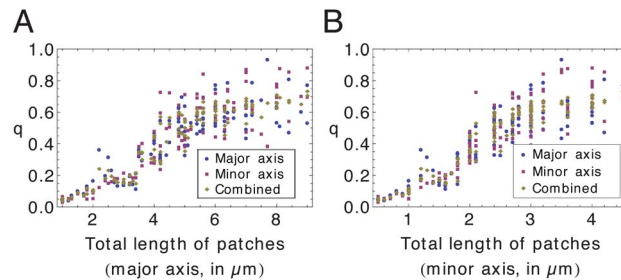 A
1.0
0.8
0.6
q
0.4
0.2
0.0
Major axis
Minor axis
Combined
2 4 6 8
Total length of patches
(major axis, in μm)
B
1.0
0.8
0.6
q
0.4
0.2
0.0
Major axis
Minor axis
Combined
1 2 3 4
Total length of patches
(minor axis, in μm)